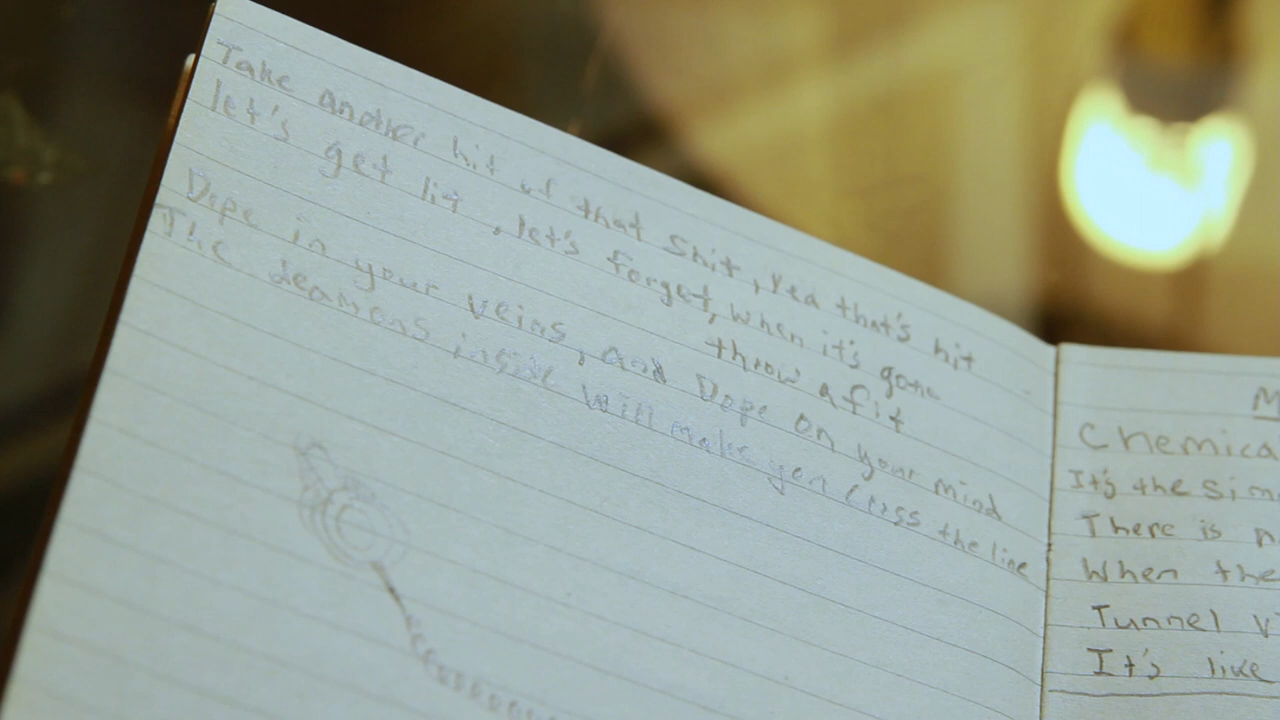 Take another hit of that shit, Yea that's hit
let's get lit, let's forget, when it's gone
throw a fit
Dope in your veins, and Dope on your mind
The deamons inside will make you cross the line
M
Chemica
It's the sim
There is n
When the
Tunnel v
It's like